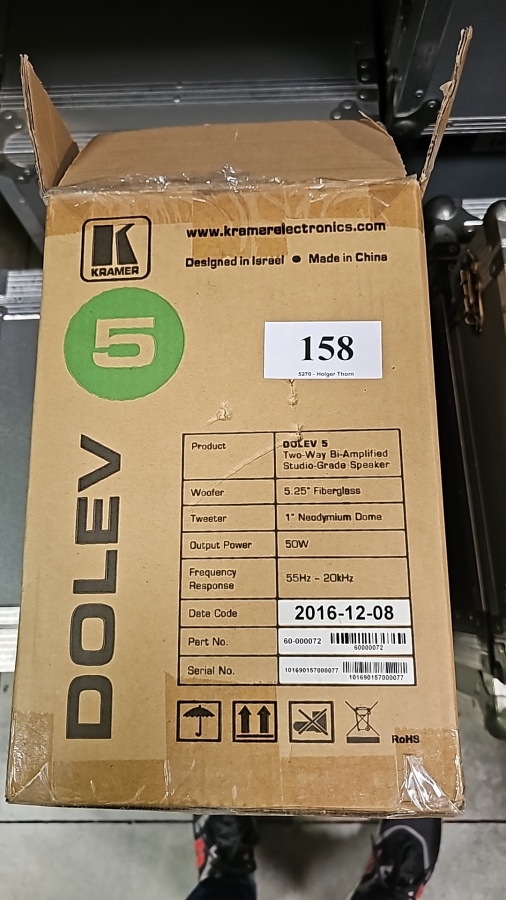 K
KRAMER
www.kramerelectronics.com
Designed in Israel ● Made in China
5
158
5270 - Holger Thorn
DOLEV
Product
DOLEV 5
Two-Way Bi-Amplified
Studio-Grade Speaker
Woofer
5.25" Fiberglass
Tweeter
1" Neodymium Dome
Output Power
50W
Frequency
Response
55Hz – 20kHz
Date Code
2016-12-08
Part No.
60-000072
60000072
Serial No.
101690157000077
101690157000077
RoHS